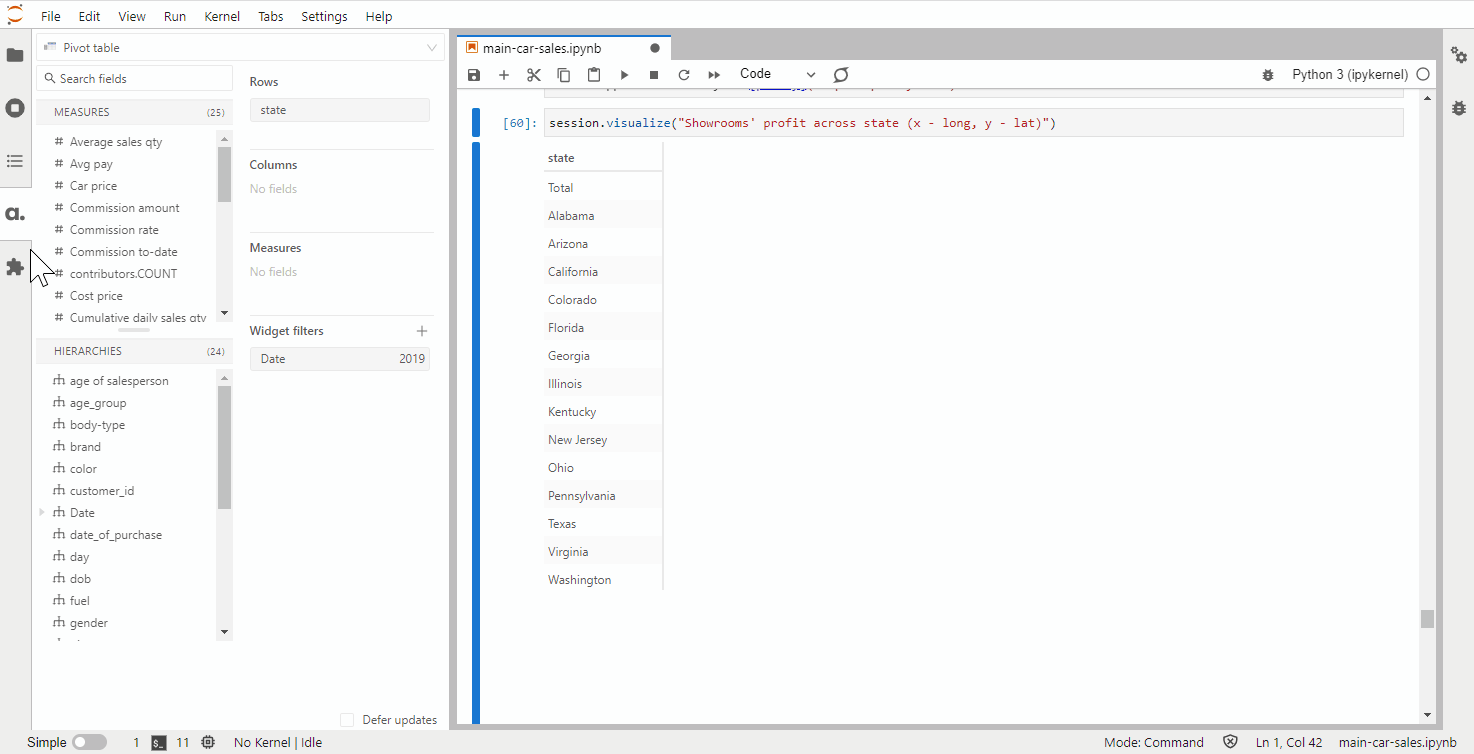 File Edit View Run Kernel Tabs Settings Help
Pivot table
Search fields
MEASURES (25)
# Average sales qty
# Avg pay
# Car price
# Commission amount
# Commission rate
# Commission to-date
# contributors.COUNT
# Cost price
# Cumulative daily sales qty
HIERARCHIES (24)
age of salesperson
age_group
body-type
brand
color
customer_id
Date
date_of_purchase
day
dob
fuel
gender
Rows
state
Columns
No fields
Measures
No fields
Widget filters +
Date 2019
Defer updates
a.
main-car-sales.ipynb
Code
Python 3 (ipykernel)
[60]: session.visualize("Showrooms' profit across state (x - long, y - lat)")
state
Total
Alabama
Arizona
California
Colorado
Florida
Georgia
Illinois
Kentucky
New Jersey
Ohio
Pennsylvania
Texas
Virginia
Washington
Simple 1 $_ 11 No Kernel | Idle Mode: Command Ln 1, Col 42 main-car-sales.ipynb